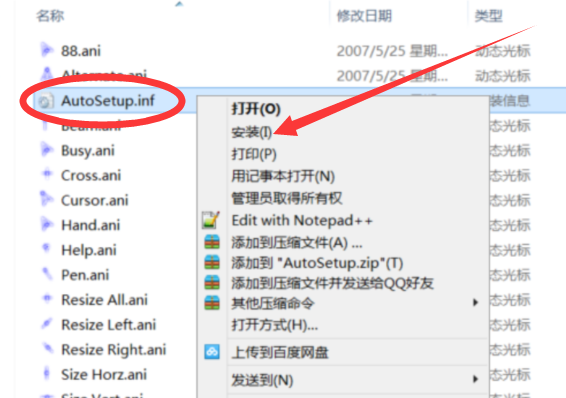 名称 修改日期 类型
88.ani 2007/5/25 星期... 动态光标
Alternate.ani 2007/5/25 星期... 动态光标
AutoSetup.inf 装信息
打开(O)
Beam.ani 态光标
安装(I)
Busy.ani 打印(P) 态光标
Cross.ani 用记事本打开(N) 态光标
Cursor.ani 管理员取得所有权 态光标
Hand.ani Edit with Notepad++ 态光标
Help.ani 添加到压缩文件(A) ... 态光标
添加到 "AutoSetup.zip"(T)
Pen.ani 添加到压缩文件并发送给QQ好友 态光标
Resize All.ani 其他压缩命令 态光标
Resize Left.ani 打开方式(H)... 态光标
Resize Right.ani 上传到百度网盘 态光标
Size Horz.ani 发送到(N) 态光标
Size Vert.ani 态光标